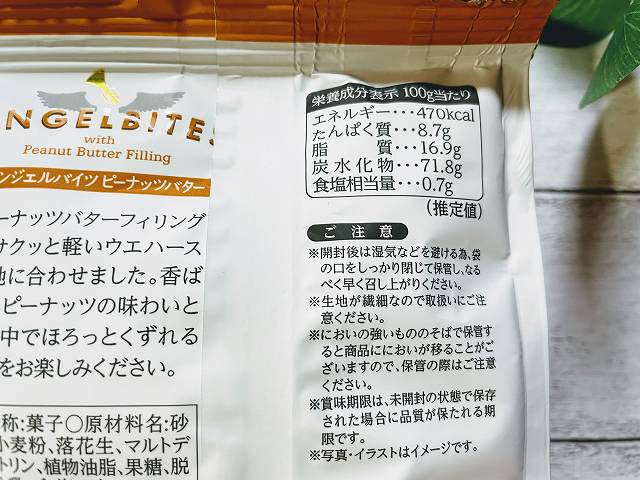 NGELBITES
with
Peanut Butter Filling
ンジェルバイツ ピーナッツバター
ーナッツバターフィリング
サクッと軽いウエハース
地に合わせました。香ば
ピーナッツの味わいと
中でほろっとくずれる
をお楽しみください。
称:菓子〇原材料名:砂
小麦粉、落花生、マルトデ
トリン、植物油脂、果糖、脱
栄養成分表示 100g当たり
エネルギー・・・470kcal
たんぱく質・・・8.7g
脂 質・・・16.9g
炭水化物・・・71.8g
食塩相当量・・・0.7g
(推定値)
ご注意
※開封後は湿気などを避ける為、袋
の口をしっかり閉じて保管し、なる
べく早く召し上がりください。
※生地が繊細なので取扱いにご注
意ください。
※においの強いもののそばで保管す
ると商品ににおいが移ることがご
ざいますので、保管の際はご注意
ください。
※賞味期限は、未開封の状態で保存
された場合に品質が保たれる期
限です。
※写真・イラストはイメージです。